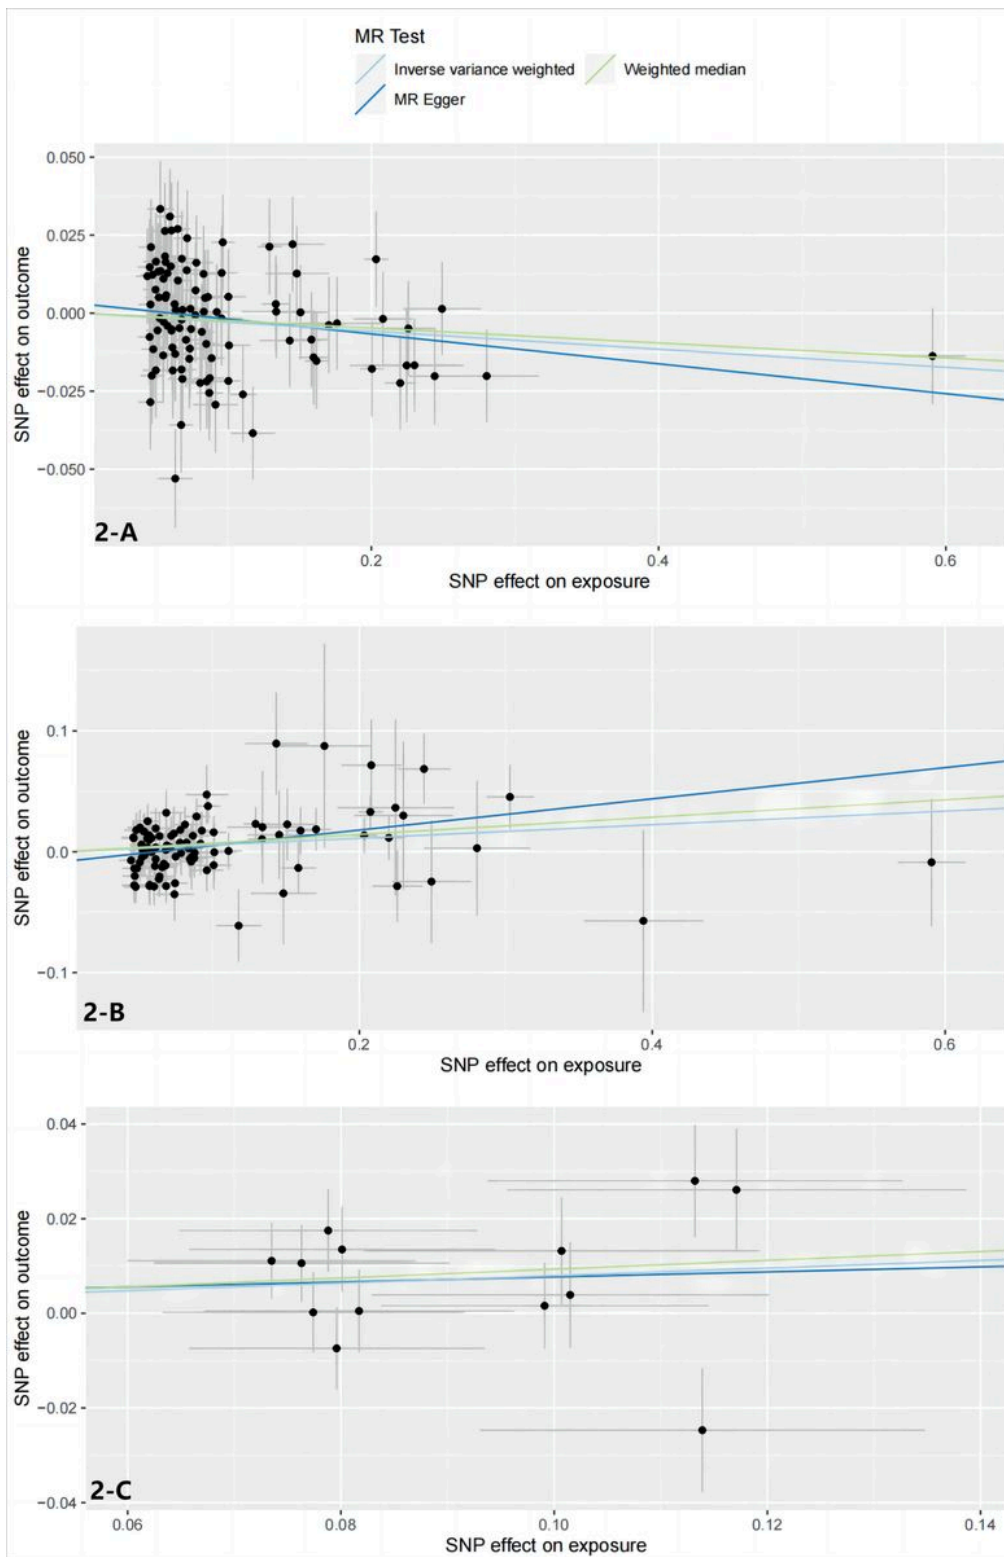 MR Test
Inverse variance weighted Weighted median
MR Egger
0.050
0.025
0.000
−0.025
−0.050
SNP effect on outcome
2-A
0.2 0.4 0.6
SNP effect on exposure
0.1
0.0
−0.1
SNP effect on outcome
2-B
0.2 0.4 0.6
SNP effect on exposure
0.04
0.02
0.00
−0.02
−0.04
SNP effect on outcome
2-C
0.06 0.08 0.10 0.12 0.14
SNP effect on exposure